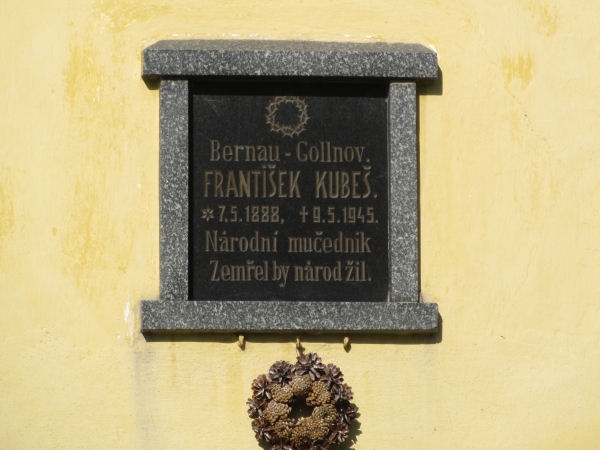 Bernau - Gollnov.
FRANTIŠEK KUBEŠ.
* 7.5.1888, † 9.5.1945.
Národní mučedník
Zemřel by národ žil.